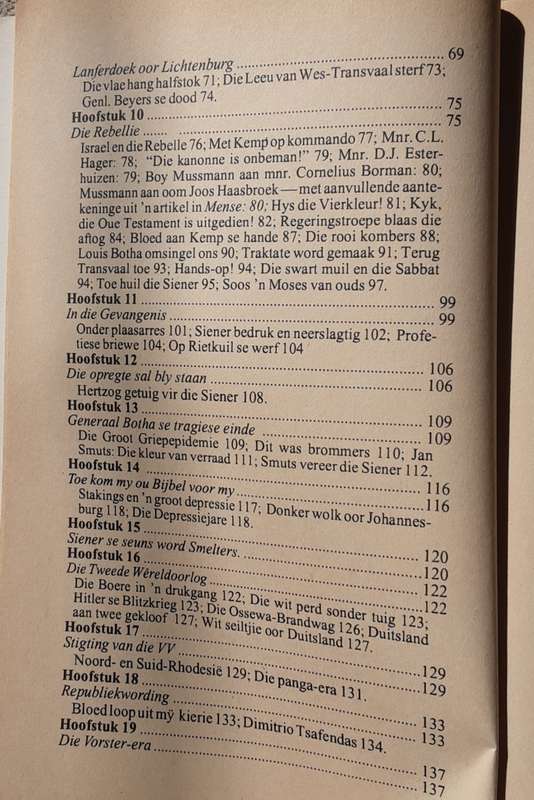 Lanferdoek oor Lichtenburg ........ 69
Die vlae hang halfstok 71; Die Leeu van Wes-Transvaal sterf 73;
Genl. Beyers se dood 74.
Hoofstuk 10 ........ 75
Die Rebellie ........ 75
Israel en die Rebelle 76; Met Kemp op kommando 77; Mnr. C.L.
Hager: 78; “Die kanonne is onbeman!” 79; Mnr. D.J. Ester-
huizen: 79; Boy Mussmann aan mnr. Cornelius Borman: 80;
Mussmann aan oom Joos Haasbroek — met aanvullende aante-
keninge uit 'n artikel in Mense: 80; Hys die Vierkleur! 81; Kyk,
die Oue Testament is uitgedien! 82; Regeringstroepe blaas die
aftog 84; Bloed aan Kemp se hande 87; Die rooi kombers 88;
Louis Botha omsingel ons 90; Traktate word gemaak 91; Terug
Transvaal toe 93; Hands-op! 94; Die swart muil en die Sabbat
94; Toe huil die Siener 95; Soos 'n Moses van ouds 97.
Hoofstuk 11 ........ 99
In die Gevangenis ........ 99
Onder plaasarres 101; Siener bedruk en neerslagtig 102; Profe-
tiese briewe 104; Op Rietkuil se werf 104
Hoofstuk 12 ........ 106
Die opregte sal bly staan ........ 106
Hertzog getuig vir die Siener 108.
Hoofstuk 13 ........ 109
Generaal Botha se tragiese einde ........ 109
Die Groot Griepepidemie 109; Dit was brommers 110; Jan
Smuts: Die kleur van verraad 111; Smuts vereer die Siener 112.
Hoofstuk 14 ........ 116
Toe kom my ou Bijbel voor my ........ 116
Stakings en 'n groot depressie 117; Donker wolk oor Johannes-
burg 118; Die Depressiejare 118.
Hoofstuk 15 ........ 120
Siener se seuns word Smelters. ........ 120
Hoofstuk 16 ........ 122
Die Tweede Wêreldoorlog ........ 122
Die Boere in 'n drukgang 122; Die wit perd sonder tuig 123;
Hitler se Blitzkrieg 123; Die Ossewa-Brandwag 126; Duitsland
aan twee gekloof 127; Wit seiltjie oor Duitsland 127.
Hoofstuk 17 ........ 129
Stigting van die VV ........ 129
Noord- en Suid-Rhodesië 129; Die panga-era 131.
Hoofstuk 18 ........ 133
Republiekwording ........ 133
Bloed loop uit mŷ kierie 133; Dimitrio Tsafendas 134.
Hoofstuk 19 ........ 137
Die Vorster-era ........ 137